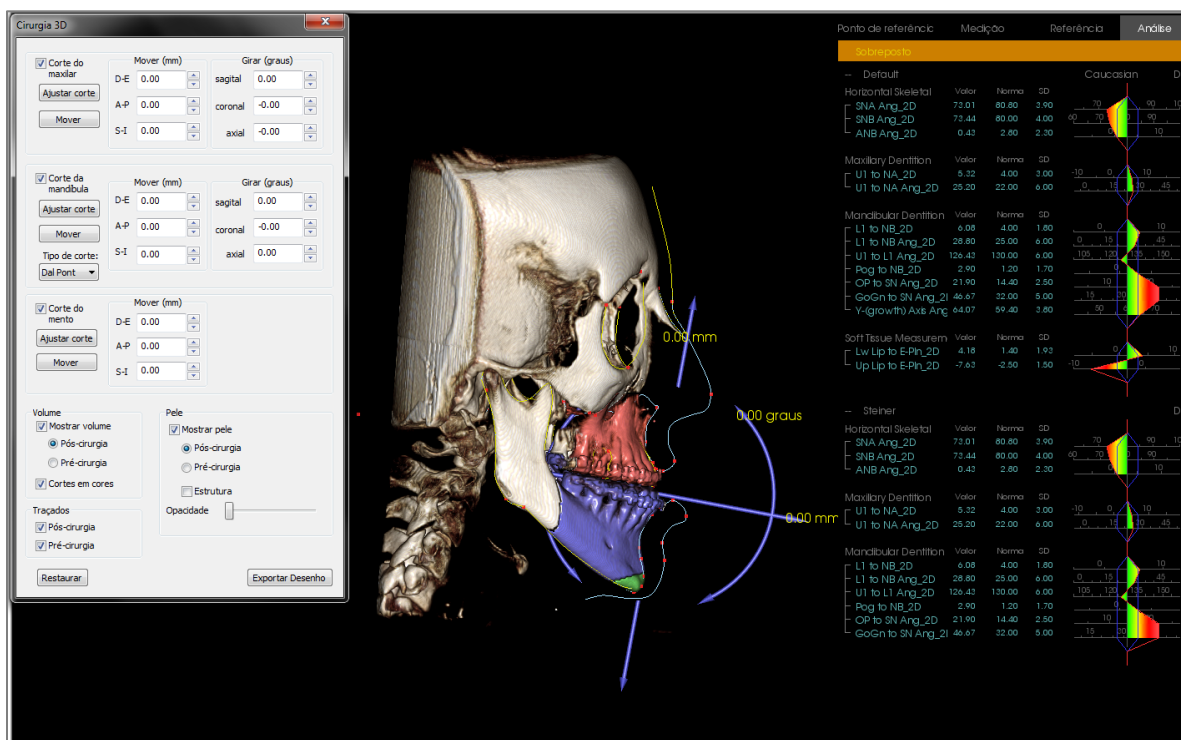 Cirurgia 3D
Corte do maxilar
Ajustar corte
Mover
Mover (mm)
D-E 0.00
A-P 0.00
S-I 0.00
Girar (graus)
sagital 0.00
coronal -0.00
axial -0.00
Corte da mandíbula
Ajustar corte
Mover
Tipo de corte:
Dal Pont
Mover (mm)
D-E 0.00
A-P 0.00
S-I 0.00
Girar (graus)
sagital 0.00
coronal -0.00
axial 0.00
Corte do mento
Ajustar corte
Mover
Mover (mm)
D-E 0.00
A-P 0.00
S-I 0.00
Volume
Mostrar volume
Pós-cirurgia
Pré-cirurgia
Cortes em cores
Traçados
Pós-cirurgia
Pré-cirurgia
Pele
Mostrar pele
Pós-cirurgia
Pré-cirurgia
Estrutura
Opacidade
Restaurar
Exportar Desenho
0.00 mm
0.00 graus
0.00 mm
Ponto de referêncic Medição Referência Análise
Sobreposto
— Default Caucasian D
Horizontal Skeletal Valor Norma SD
SNA Ang_2D 73.01 80.80 3.90
SNB Ang_2D 73.44 80.00 4.00
ANB Ang_2D 0.43 2.80 2.30
Maxillary Dentition Valor Norma SD
U1 to NA_2D 5.32 4.00 3.00
U1 to NA Ang_2D 25.20 22.00 6.00
Mandibular Dentition Valor Norma SD
L1 to NB_2D 6.08 4.00 1.80
L1 to NB Ang_2D 28.80 25.00 6.00
U1 to L1 Ang_2D 126.43 130.00 6.00
Pog to NB_2D 2.90 1.20 1.70
OP to SN Ang_2D 21.90 14.40 2.50
GoGn to SN Ang_2I 46.67 32.00 5.00
Y-(growth) Axis Ang 64.07 59.40 3.80
Soft Tissue Measurem Valor Norma SD
Lw Lip to E-Pln_2D 4.18 1.40 1.93
Up Lip to E-Pln_2D -7.63 -2.50 1.50
— Steiner D
Horizontal Skeletal Valor Norma SD
SNA Ang_2D 73.01 80.80 3.90
SNB Ang_2D 73.44 80.00 4.00
ANB Ang_2D 0.43 2.80 2.30
Maxillary Dentition Valor Norma SD
U1 to NA_2D 5.32 4.00 3.00
U1 to NA Ang_2D 25.20 22.00 6.00
Mandibular Dentition Valor Norma SD
L1 to NB_2D 6.08 4.00 1.80
L1 to NB Ang_2D 28.80 25.00 6.00
U1 to L1 Ang_2D 126.43 130.00 6.00
Pog to NB_2D 2.90 1.20 1.70
OP to SN Ang_2D 21.90 14.40 2.50
GoGn to SN Ang_2I 46.67 32.00 5.00